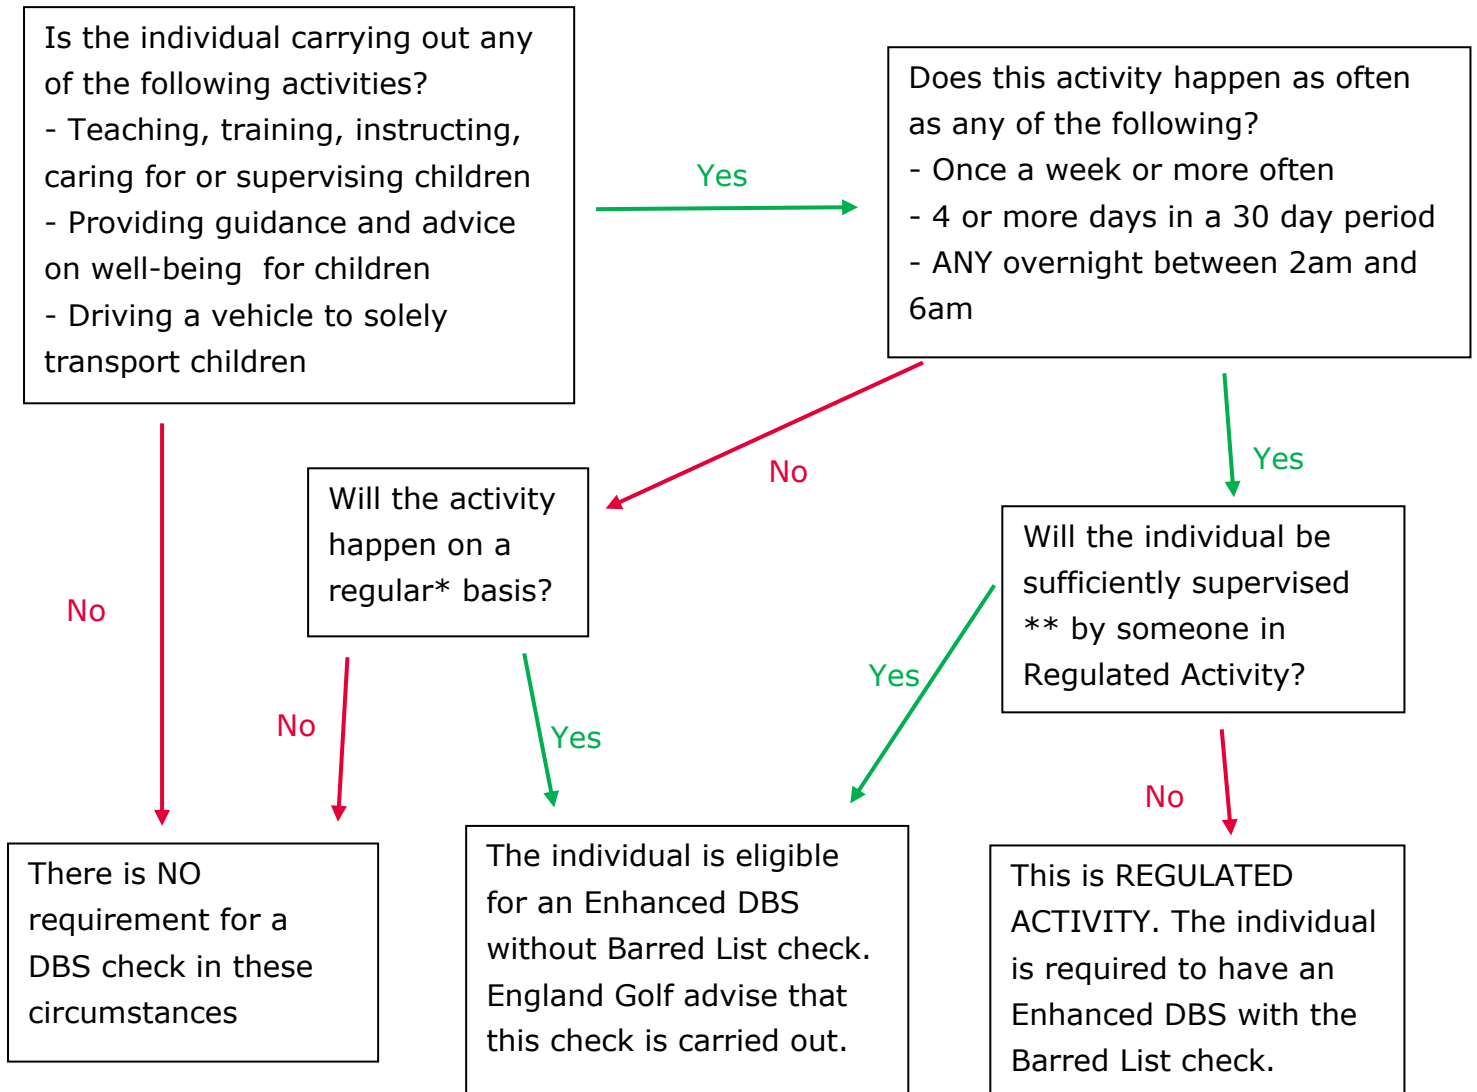 Is the individual carrying out any
of the following activities?
- Teaching, training, instructing,
caring for or supervising children
- Providing guidance and advice
on well-being  for children
- Driving a vehicle to solely
transport children
Yes
Does this activity happen as often
as any of the following?
- Once a week or more often
- 4 or more days in a 30 day period
- ANY overnight between 2am and
6am
No
Yes
Will the activity
happen on a
regular* basis?
Will the individual be
sufficiently supervised
** by someone in
Regulated Activity?
No
No
Yes
Yes
No
There is NO
requirement for a
DBS check in these
circumstances
The individual is eligible
for an Enhanced DBS
without Barred List check.
England Golf advise that
this check is carried out.
This is REGULATED
ACTIVITY. The individual
is required to have an
Enhanced DBS with the
Barred List check.